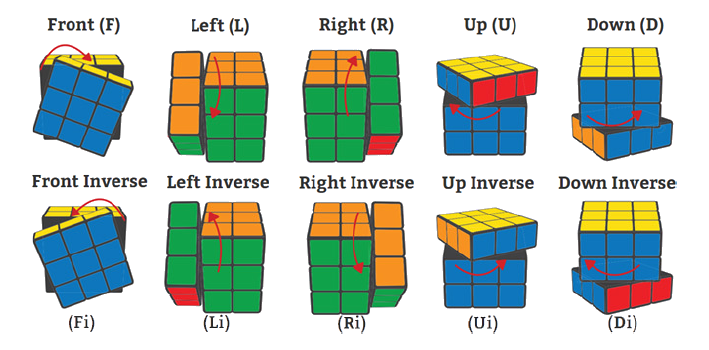 Front (F)
Left (L)
Right (R)
Up (U)
Down (D)
Front Inverse
Left Inverse
Right Inverse
Up Inverse
Down Inverse
(Fi)
(Li)
(Ri)
(Ui)
(Di)